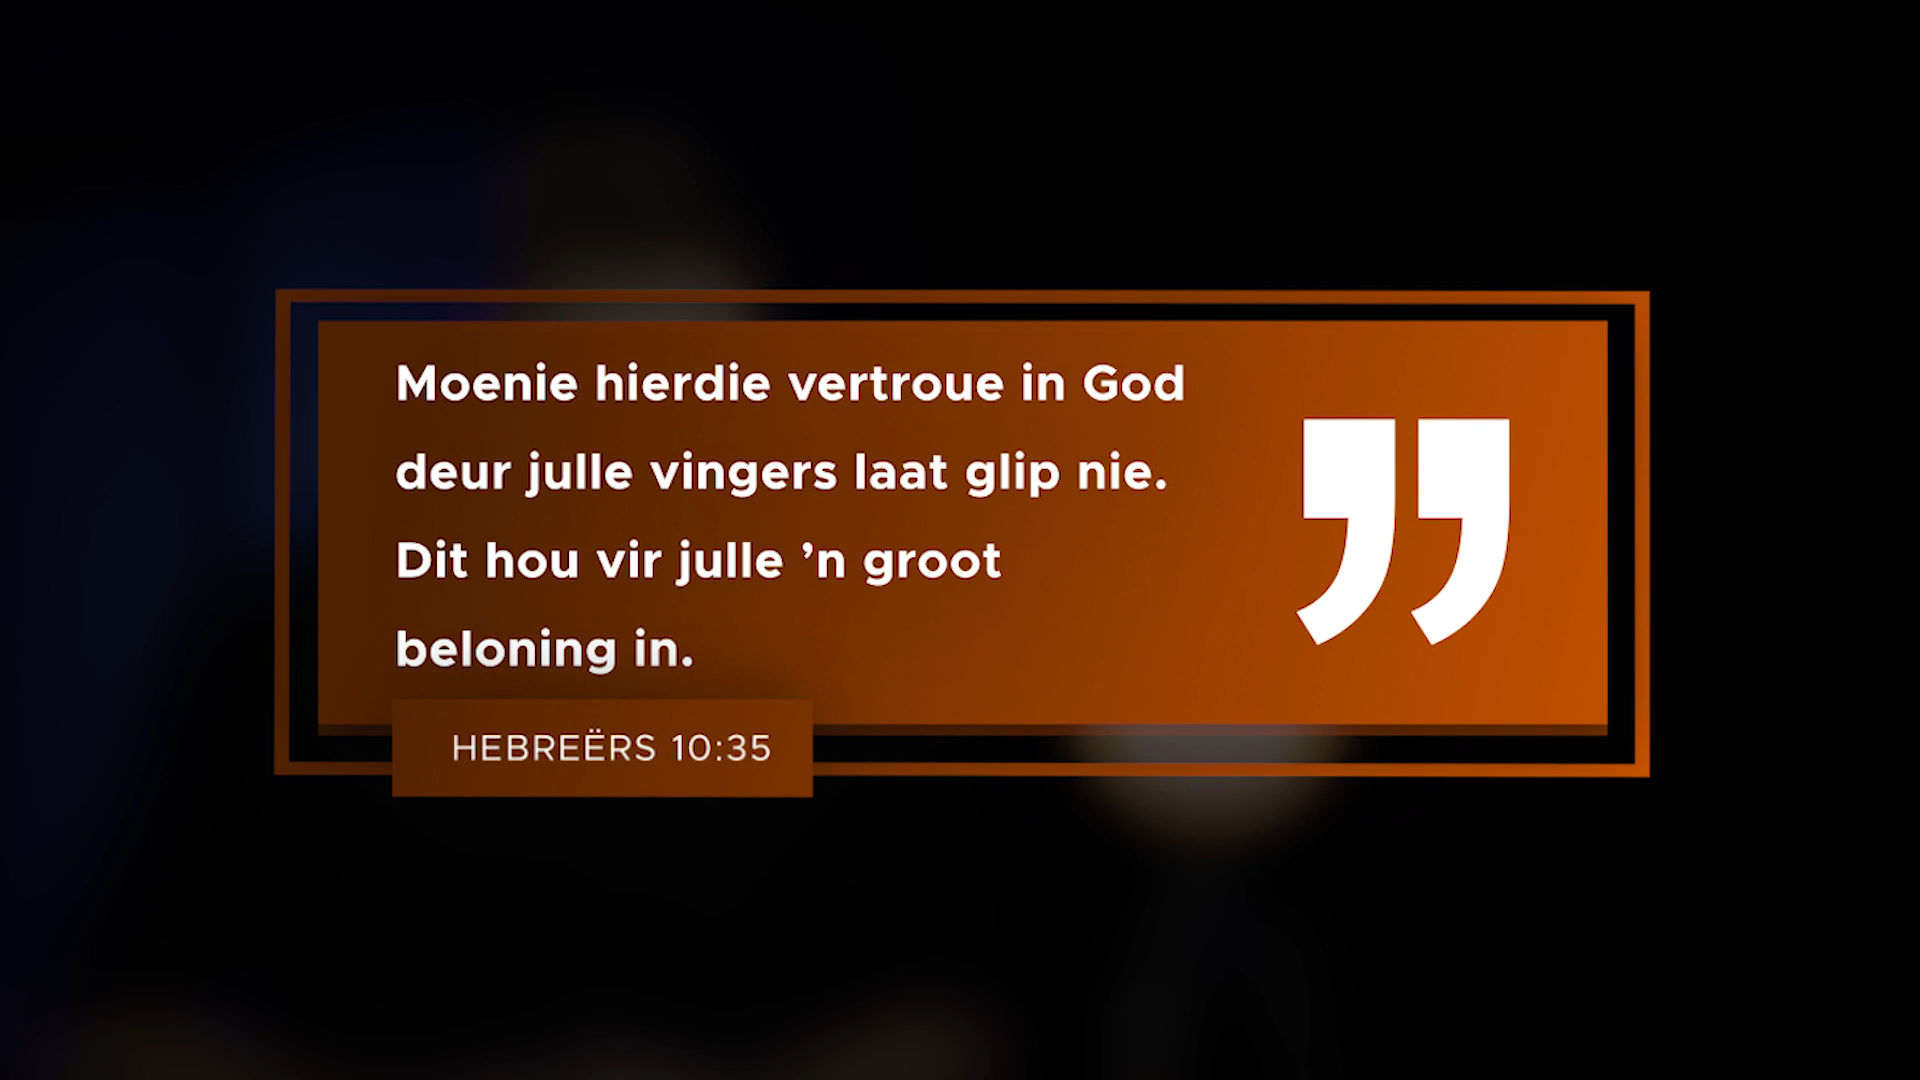 Moenie hierdie vertroue in God
deur julle vingers laat glip nie.
Dit hou vir julle ’n groot
beloning in.
HEBREËRS 10:35